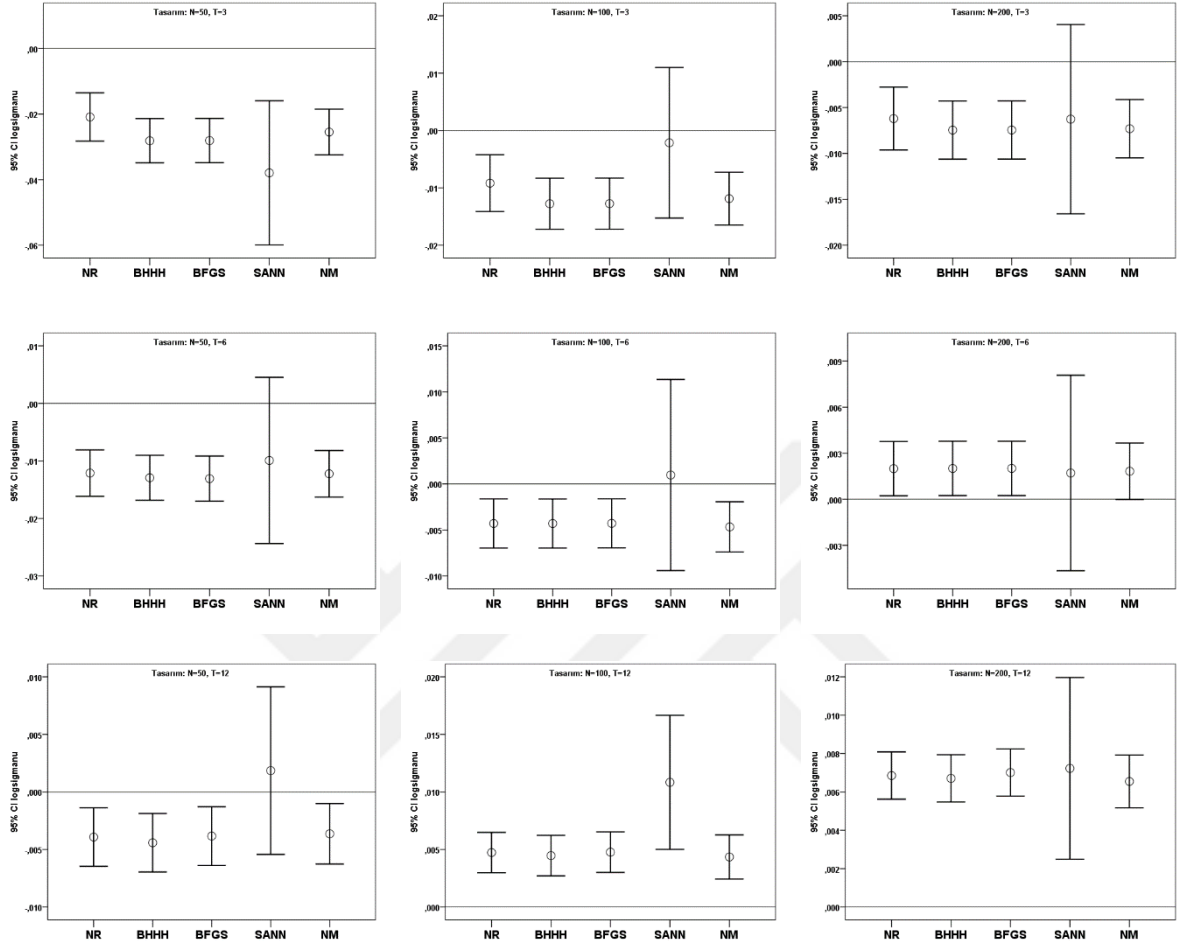 Tasarım: N=50, T=3
95% CI logsigmanu
,00
-,02
-,04
-,06
NR BHHH BFGS SANN NM
Tasarım: N=100, T=3
95% CI logsigmanu
,02
,01
,00
-,01
-,02
NR BHHH BFGS SANN NM
Tasarım: N=200, T=3
95% CI logsigmanu
,005
,000
-,005
-,010
-,015
-,020
NR BHHH BFGS SANN NM
Tasarım: N=50, T=6
95% CI logsigmanu
,01
,00
-,01
-,02
-,03
NR BHHH BFGS SANN NM
Tasarım: N=100, T=6
95% CI logsigmanu
,015
,010
,005
,000
-,005
-,010
NR BHHH BFGS SANN NM
Tasarım: N=200, T=6
95% CI logsigmanu
,009
,006
,003
,000
-,003
NR BHHH BFGS SANN NM
Tasarım: N=50, T=12
95% CI logsigmanu
,010
,005
,000
-,005
-,010
NR BHHH BFGS SANN NM
Tasarım: N=100, T=12
95% CI logsigmanu
,020
,015
,010
,005
,000
NR BHHH BFGS SANN NM
Tasarım: N=200, T=12
95% CI logsigmanu
,012
,010
,008
,006
,004
,002
,000
NR BHHH BFGS SANN NM